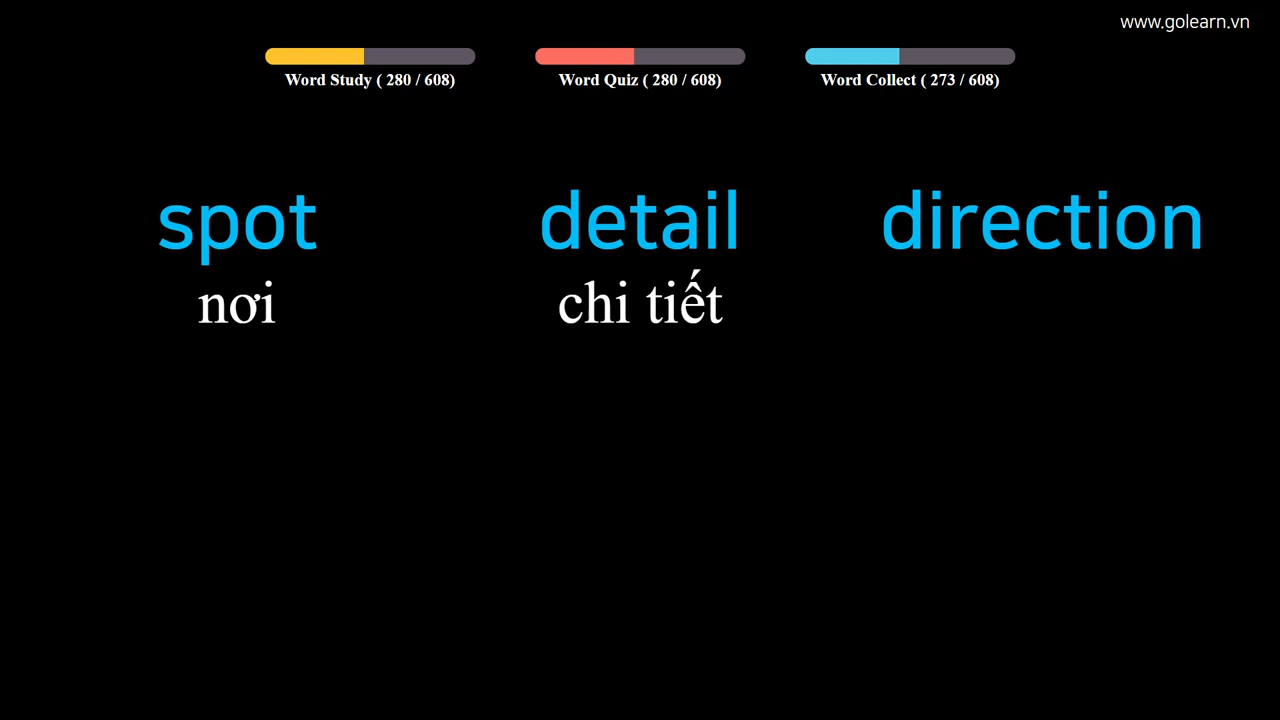 www.golearn.vn
Word Study ( 280 / 608)
Word Quiz ( 280 / 608)
Word Collect ( 273 / 608)
spot
nơi
detail
chi tiết
direction